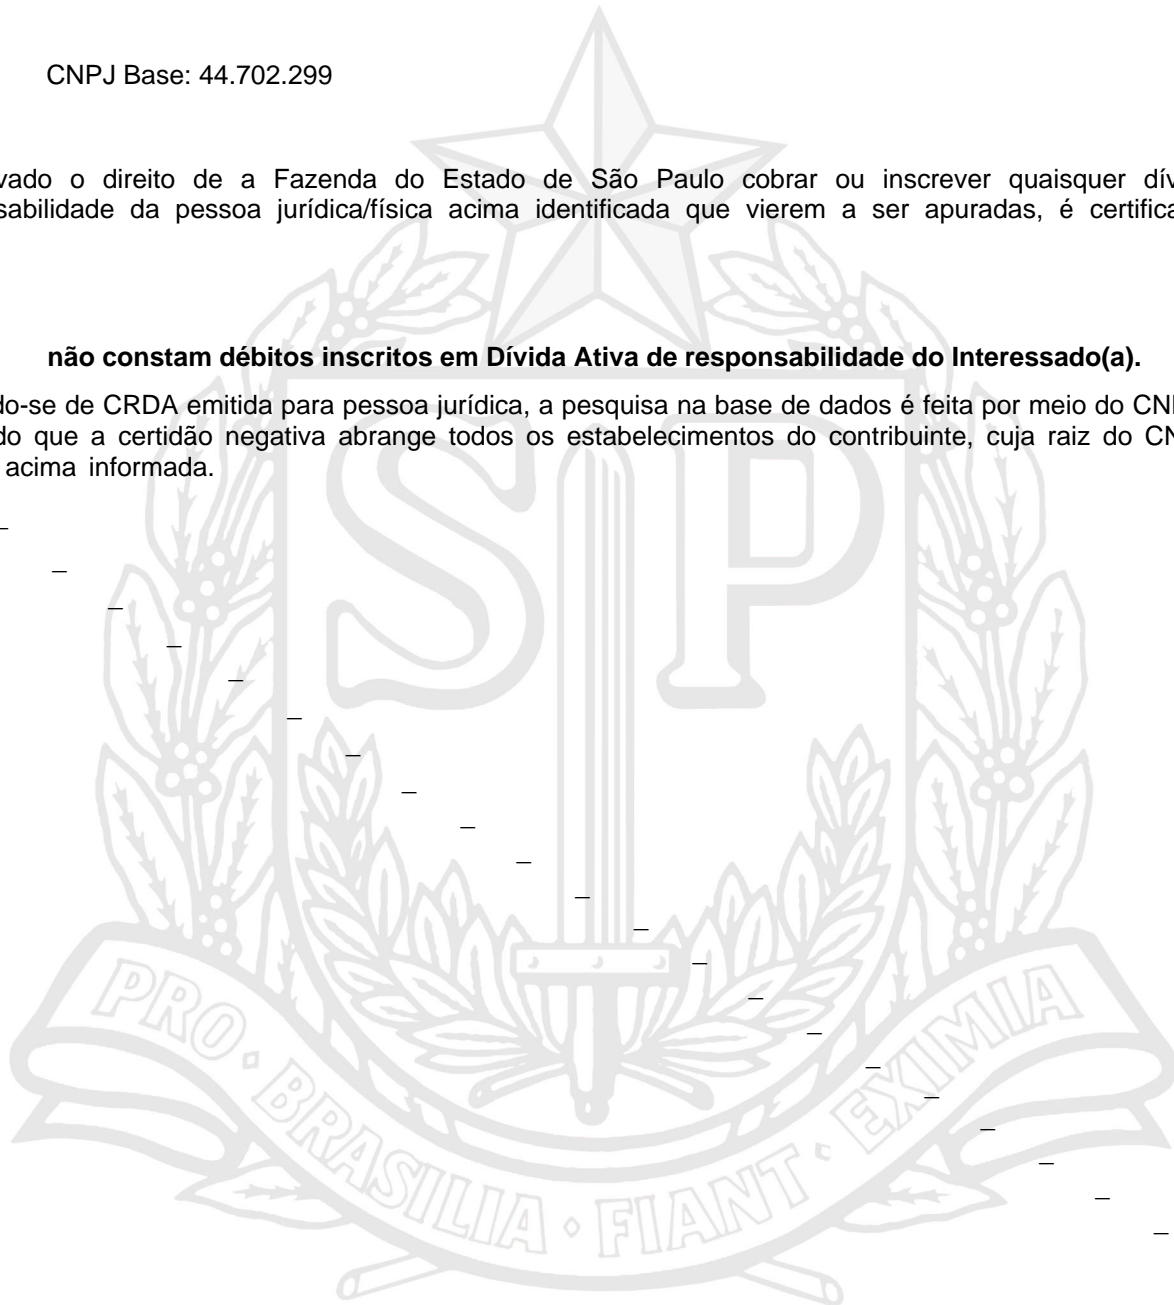 CNPJ Base: 44.702.299
vado o direito de a Fazenda do Estado de São Paulo cobrar ou inscrever quaisquer dív
sabilidade da pessoa jurídica/física acima identificada que vierem a ser apuradas, é certifica
não constam débitos inscritos em Dívida Ativa de responsabilidade do Interessado(a).
do-se de CRDA emitida para pessoa jurídica, a pesquisa na base de dados é feita por meio do CN
do que a certidão negativa abrange todos os estabelecimentos do contribuinte, cuja raiz do CN
acima informada.
SP
PRO · BRASILIA · FIANT · EXIMIA